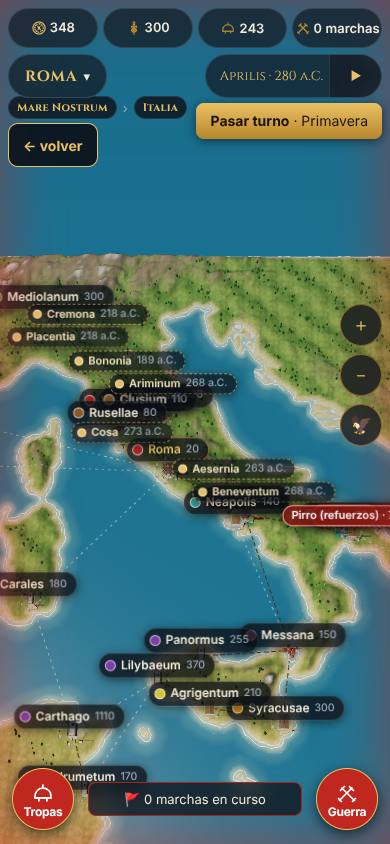 348
300
243
0 marchas
ROMA ▾
APRILIS · 280 A.C.
MARE NOSTRUM › ITALIA
Pasar turno · Primavera
← volver
Mediolanum 300
Cremona 218 a.C.
Placentia 218 a.C.
Bononia 189 a.C.
Ariminum 268 a.C.
Clusium 110
Rusellae 80
Cosa 273 a.C.
Roma 20
Aesernia 263 a.C.
Beneventum 268 a.C.
Neapolis 140
Pirro (refuerzos) ·
Carales 180
Panormus 255
Messana 150
Lilybaeum 370
Agrigentum 210
Syracusae 300
Carthago 1110
170
Tropas
0 marchas en curso
Guerra